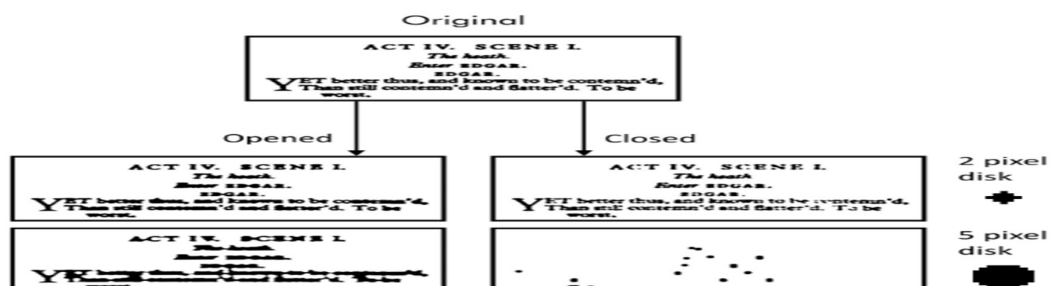 Original
ACT IV. SCENE I.
The heath.
Enter EDGAR.
EDGAR.
YET better thus, and known to be contemn'd,
Than still contemn'd and flatter'd. To be
worst,
Opened
Closed
ACT IV. SCENE I.
The heath.
Enter EDGAR.
EDGAR.
YET better thus, and known to be contemn'd,
Than still contemn'd and flatter'd. To be
worst,
ACT IV. SCENE I.
The heath
Enter EDGAR.
EDGAR.
YET better thus, and known to be contemn'd,
Than still contemn'd and flatter'd. To be
worst,
2 pixel
disk
ACT IV. SCENE I.
5 pixel
disk